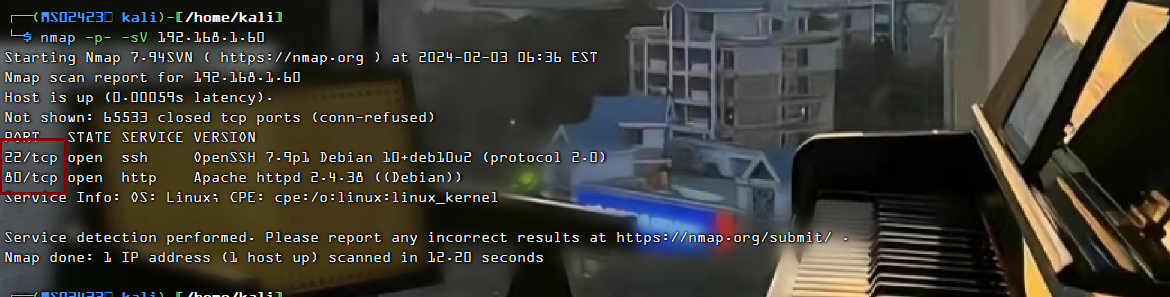 ┌──(MS02423㉿ kali)-[/home/kali]
└─$ nmap -p- -sV 192.168.1.60
Starting Nmap 7.94SVN ( https://nmap.org ) at 2024-02-03 06:36 EST
Nmap scan report for 192.168.1.60
Host is up (0.00059s latency).
Not shown: 65533 closed tcp ports (conn-refused)
PORT   STATE SERVICE VERSION
22/tcp open  ssh     OpenSSH 7.9p1 Debian 10+deb10u2 (protocol 2.0)
80/tcp open  http    Apache httpd 2.4.38 ((Debian))
Service Info: OS: Linux; CPE: cpe:/o:linux:linux_kernel
Service detection performed. Please report any incorrect results at https://nmap.org/submit/ .
Nmap done: 1 IP address (1 host up) scanned in 12.20 seconds
┌──(MS02423㉿ kali)-[/home/kali]